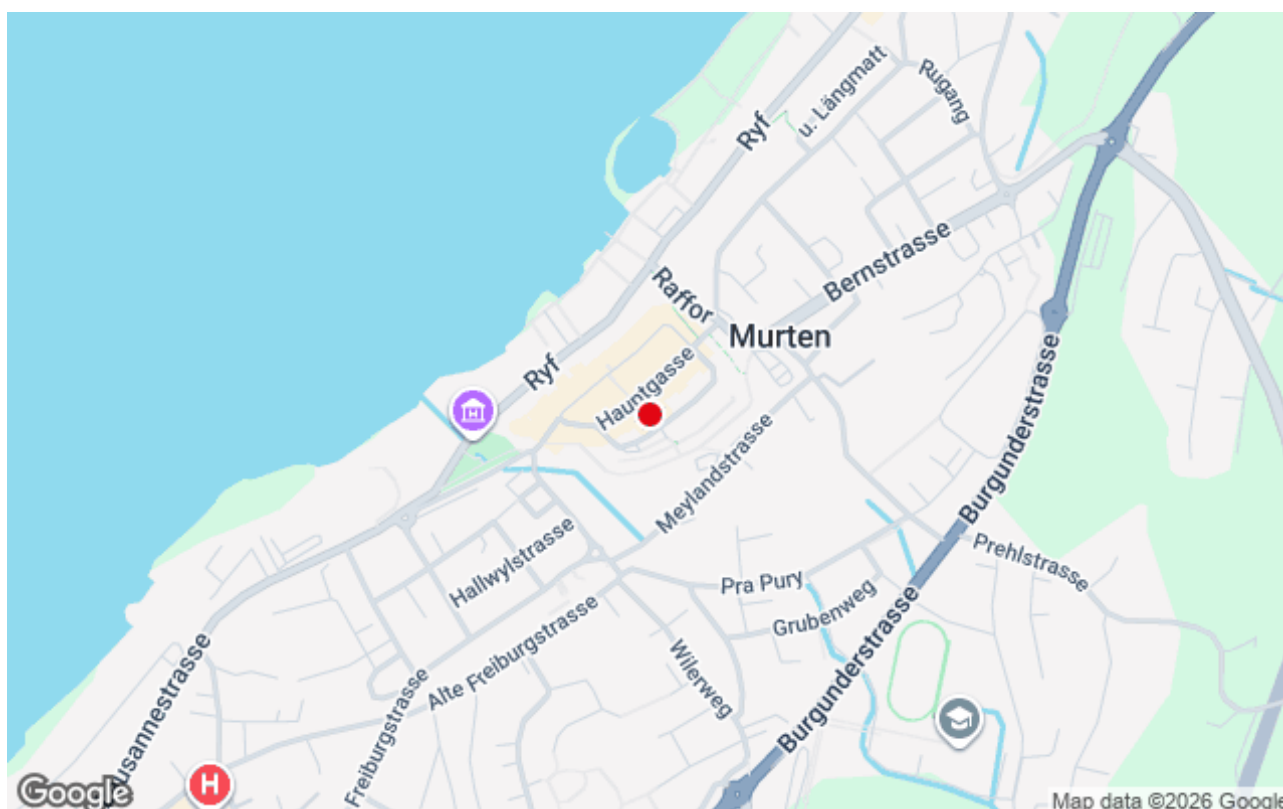 u. Längmatt
Rugang
Ryf
Bernstrasse
Raffor
Murten
Hauptgasse
Ryf
Burgunderstrasse
Meylandstrasse
Prehlstrasse
Hallwylstrasse
Pra Pury
Grubenweg
Burgunderstrasse
Alte Freiburgstrasse
Wilerweg
Freiburgstrasse
usannestrasse
H
Google
Map data ©2026 Google